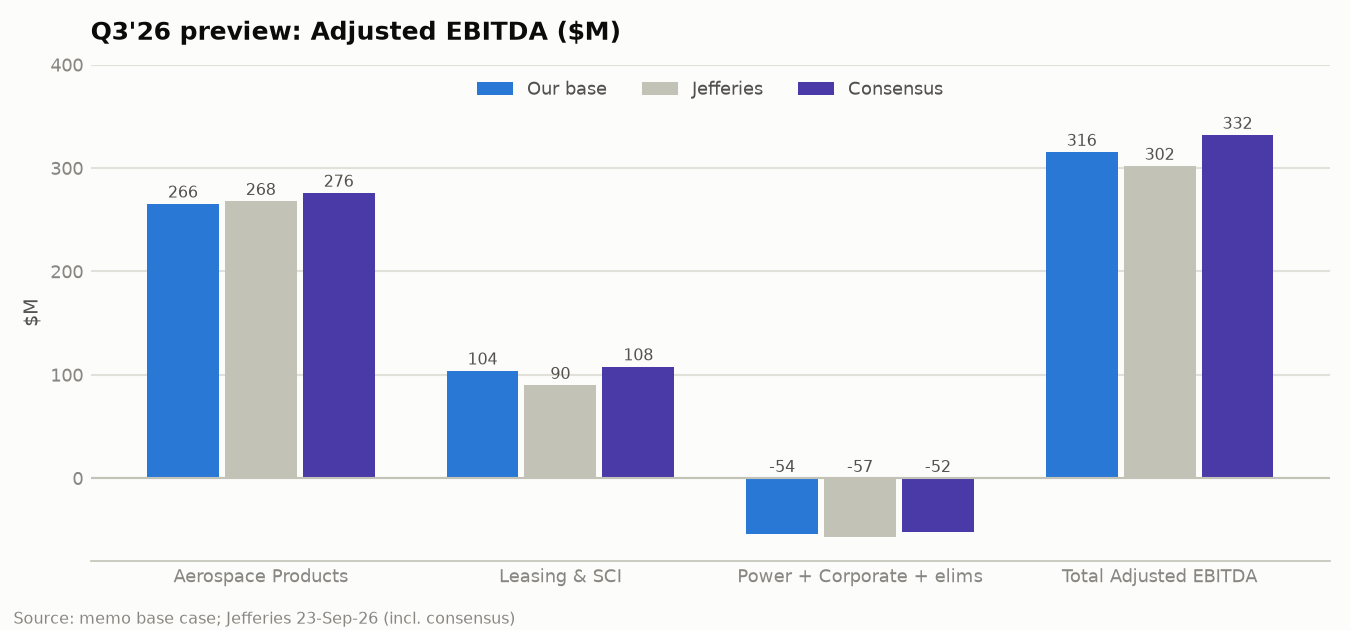 Q3'26 preview: Adjusted EBITDA ($M)
400
Our base Jefferies Consensus
332
316
302
300
276
268
266
200
$M
108
104
100
90
-54 -57 -52
0
Aerospace Products Leasing & SCI Power + Corporate + elims Total Adjusted EBITDA
Source: memo base case; Jefferies 23-Sep-26 (incl. consensus)